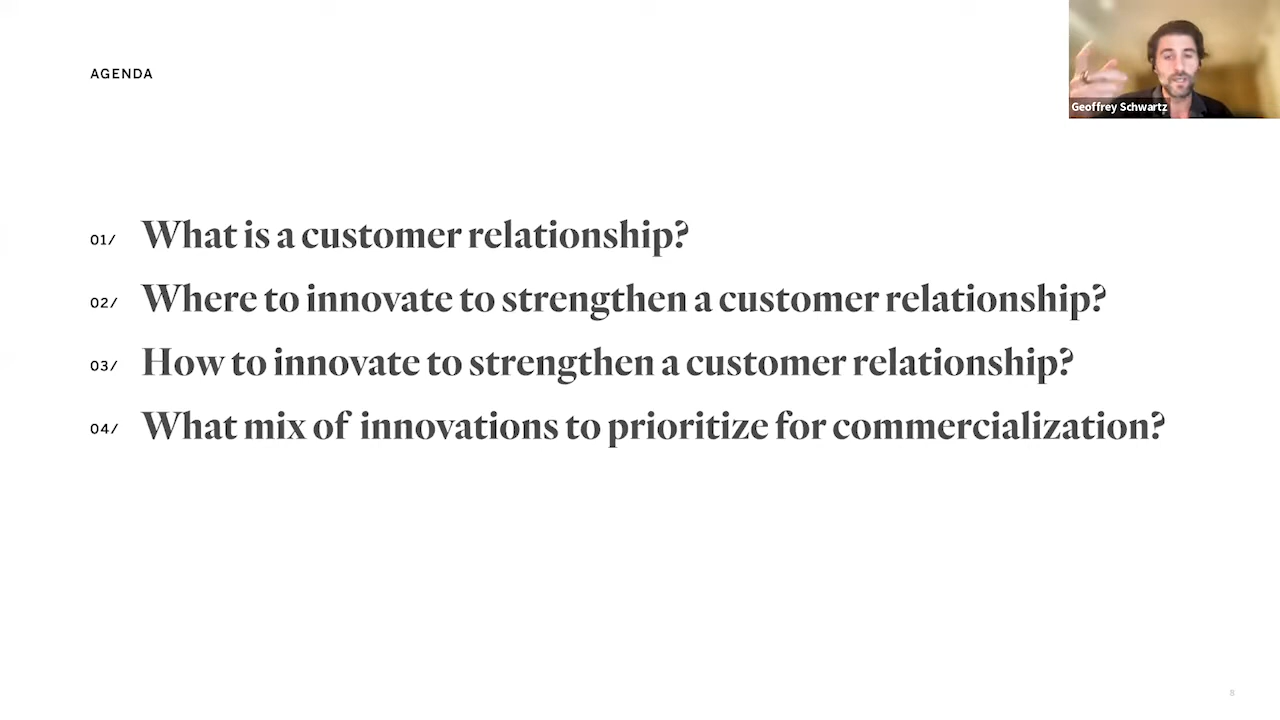 AGENDA
Geoffrey Schwartz
01/ What is a customer relationship?
02/ Where to innovate to strengthen a customer relationship?
03/ How to innovate to strengthen a customer relationship?
04/ What mix of innovations to prioritize for commercialization?
8